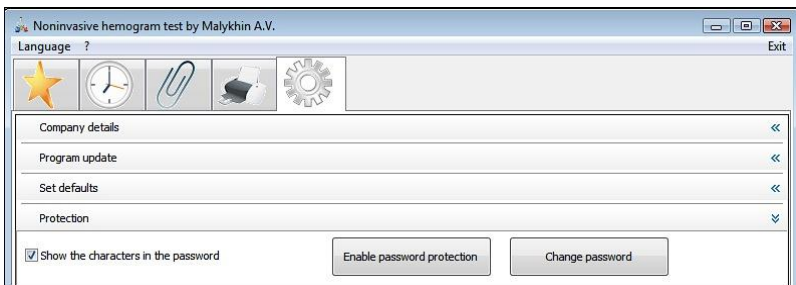 Noninvasive hemogram test by Malykhin A.V.
Language ? Exit
Company details
Program update
Set defaults
Protection
Show the characters in the password Enable password protection Change password